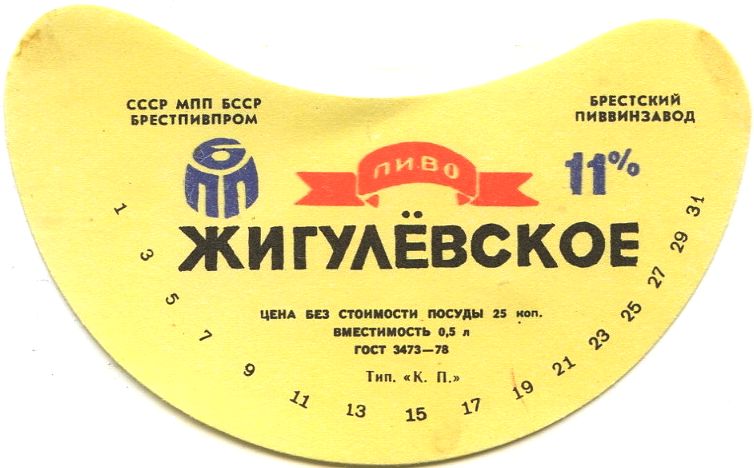 СССР МПП БССР
БРЕСТПИВПРОМ
БРЕСТСКИЙ
ПИВВИНЗАВОД
БПП
ПИВО
11%
ЖИГУЛЁВСКОЕ
ЦЕНА БЕЗ СТОИМОСТИ ПОСУДЫ 25 коп.
ВМЕСТИМОСТЬ 0,5 л
ГОСТ 3473—78
Тип. «К. П.»
1 3 5 7 9 11 13 15 17 19 21 23 25 27 29 31